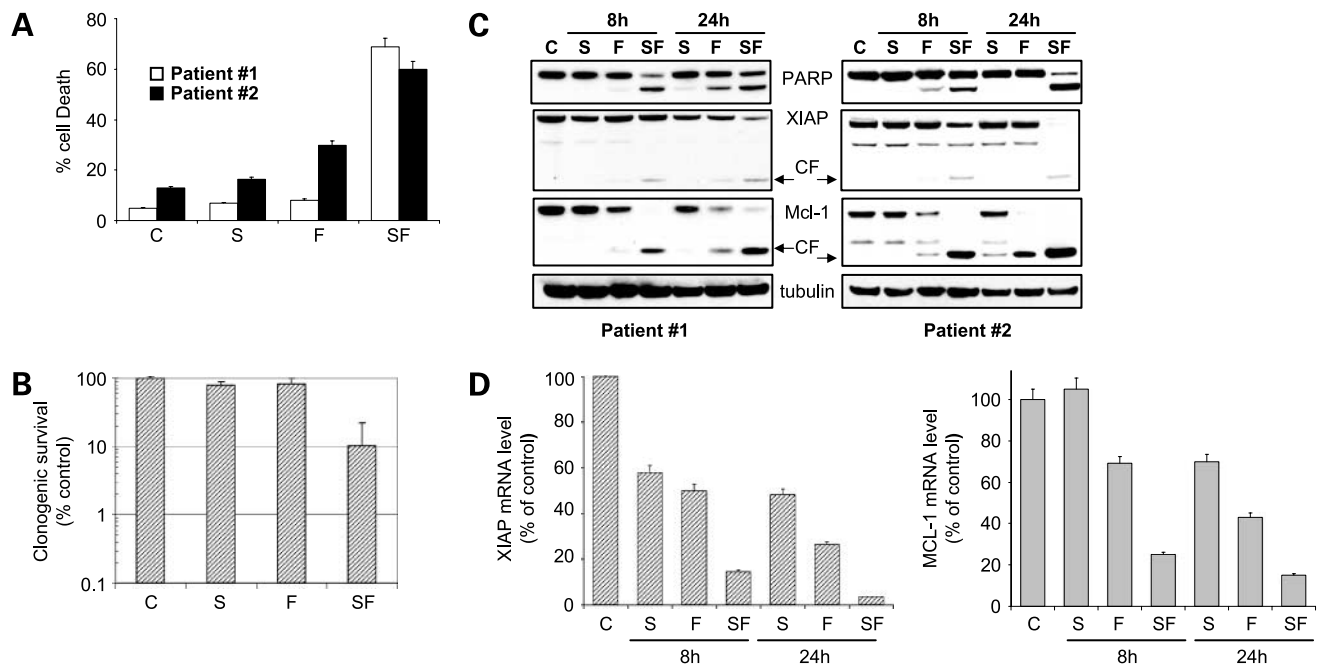 A
% cell Death
80
60
40
20
0
Patient #1
Patient #2
C S F SF
B
Clonogenic survival
(% control)
100
10
1
0.1
C S F SF
C
8h 24h
C S F SF S F SF
8h 24h
C S F SF S F SF
PARP
XIAP
CF
Mcl-1
CF
tubulin
Patient #1
Patient #2
D
XIAP mRNA level
(% of control)
100
80
60
40
20
0
C S F SF S F SF
8h 24h
MCL-1 mRNA level
(% of control)
100
80
60
40
20
0
C S F SF S F SF
8h 24h